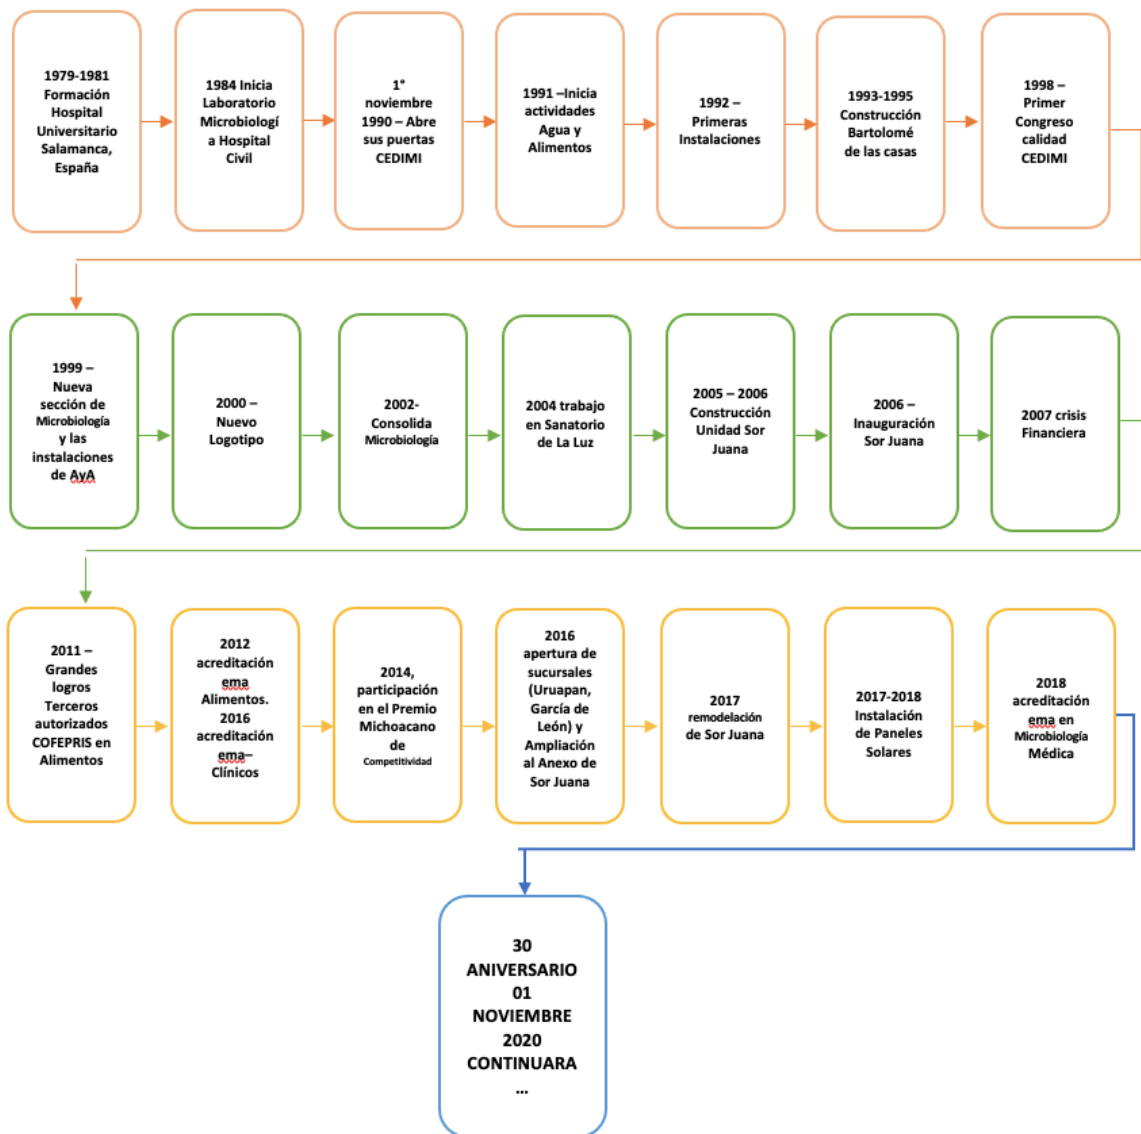 1979-1981
Formación
Hospital
Universitario
Salamanca,
España
1984 Inicia
Laboratorio
Microbiologí
a Hospital
Civil
1°
noviembre
1990 – Abre
sus puertas
CEDIMI
1991 –Inicia
actividades
Agua y
Alimentos
1992 –
Primeras
Instalaciones
1993-1995
Construcción
Bartolomé
de las casas
1998 –
Primer
Congreso
calidad
CEDIMI
1999 –
Nueva
sección de
Microbiología
y las
instalaciones
de AyA
2000 –
Nuevo
Logotipo
2002-
Consolida
Microbiología
2004 trabajo
en Sanatorio
de La Luz
2005 – 2006
Construcción
Unidad Sor
Juana
2006 –
Inauguración
Sor Juana
2007 crisis
Financiera
2011 –
Grandes
logros
Terceros
autorizados
COFEPRIS en
Alimentos
2012
acreditación
ema
Alimentos.
2016
acreditación
ema–
Clínicos
2014,
participación
en el Premio
Michoacano
de
Competitividad
2016
apertura de
sucursales
(Uruapan,
García de
León) y
Ampliación
al Anexo de
Sor Juana
2017
remodelación
de Sor Juana
2017-2018
Instalación
de Paneles
Solares
2018
acreditación
ema en
Microbiología
Médica
30
ANIVERSARIO
01
NOVIEMBRE
2020
CONTINUARA
…